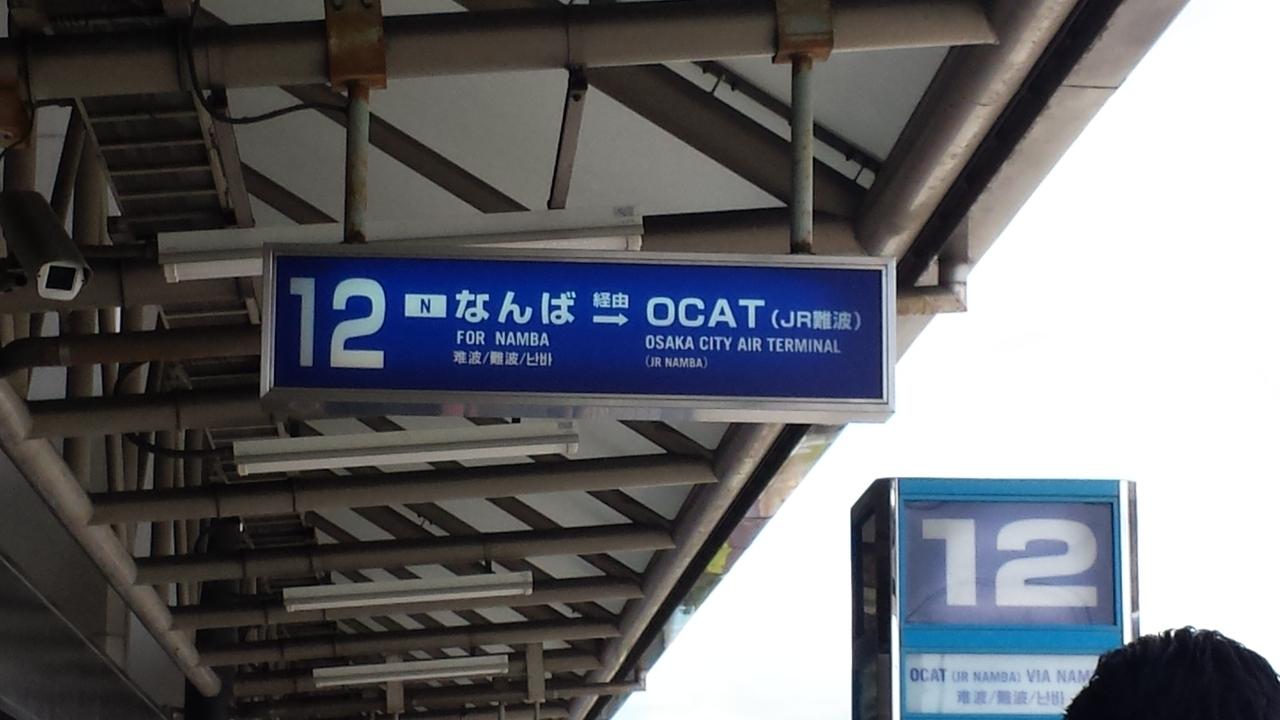 12 N なんば 経由 → OCAT (JR難波)
FOR NAMBA OSAKA CITY AIR TERMINAL
难波/難波/난바 (JR NAMBA)
12
OCAT (JR NAMBA) VIA
难波/難波/난바